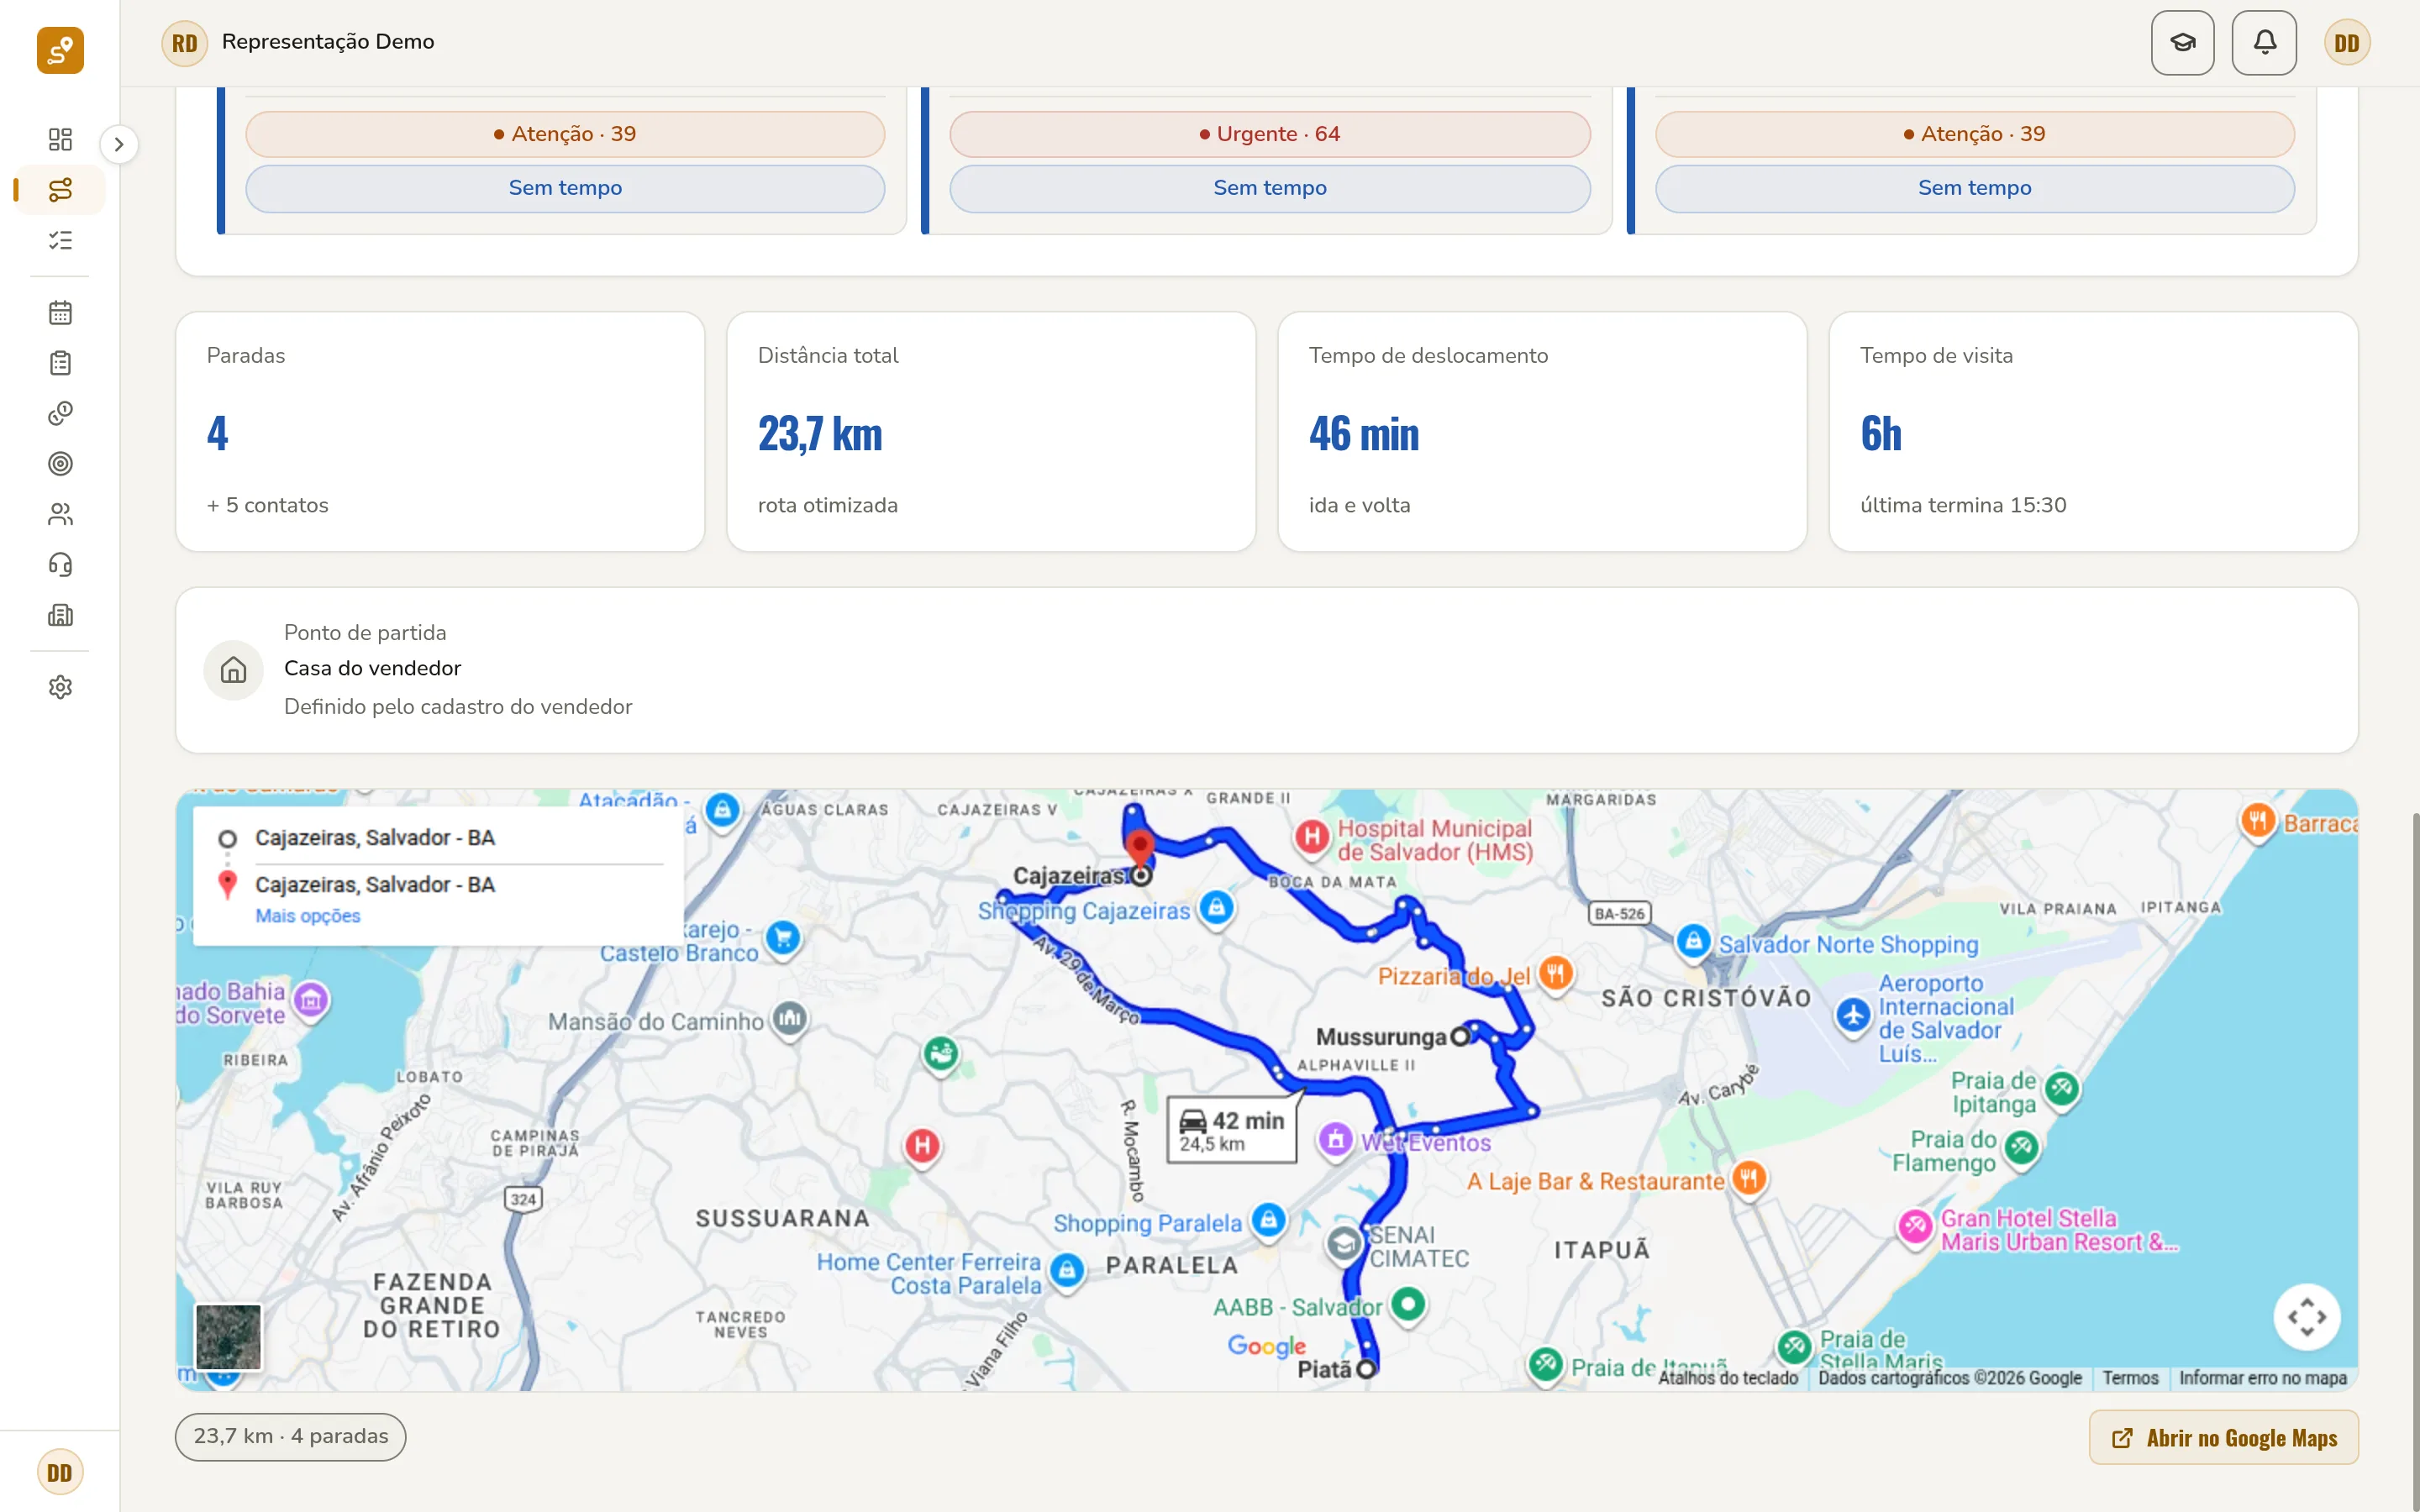 RD Representação Demo
DD
Atenção · 39
Urgente · 64
Atenção · 39
Sem tempo
Sem tempo
Sem tempo
Paradas
4
+ 5 contatos
Distância total
23,7 km
rota otimizada
Tempo de deslocamento
46 min
ida e volta
Tempo de visita
6h
última termina 15:30
Ponto de partida
Casa do vendedor
Definido pelo cadastro do vendedor
Cajazeiras, Salvador - BA
Cajazeiras, Salvador - BA
Mais opções
Atacadão -
ÁGUAS CLARAS
CAJAZEIRAS V
CAJAZEIRAS X
GRANDE II
MARGARIDAS
Hospital Municipal
de Salvador (HMS)
Cajazeiras
BOCA DA MATA
Shopping Cajazeiras
BA-526
VILA PRAIANA
IPITANGA
Castelo Branco
Av. 29 de Março
Salvador Norte Shopping
Pizzaria do Jel
SÃO CRISTÓVÃO
Aeroporto
Internacional
de Salvador
Luís...
nado Bahia
do Sorvete
Mansão do Caminho
Mussurunga
ALPHAVILLE II
RIBEIRA
LOBATO
Av. Afrânio Peixoto
CAMPINAS
DE PIRAJÁ
R. Mocambo
42 min
24,5 km
Wet Eventos
Av. Carybé
Praia de
Ipitanga
Praia do
Flamengo
VILA RUY
BARBOSA
324
A Laje Bar & Restaurante
SUSSUARANA
Shopping Paralela
SENAI
CIMATEC
ITAPUÃ
Gran Hotel Stella
Maris Urban Resort &...
Home Center Ferreira
Costa Paralela
PARALELA
FAZENDA
GRANDE
DO RETIRO
TANCREDO
NEVES
Viana Filho
AABB - Salvador
Google
Piatã
Praia de Itapuã
Praia de
Stella Maris
Atalhos do teclado
Dados cartográficos ©2026 Google
Termos
Informar erro no mapa
23,7 km · 4 paradas
Abrir no Google Maps
DD